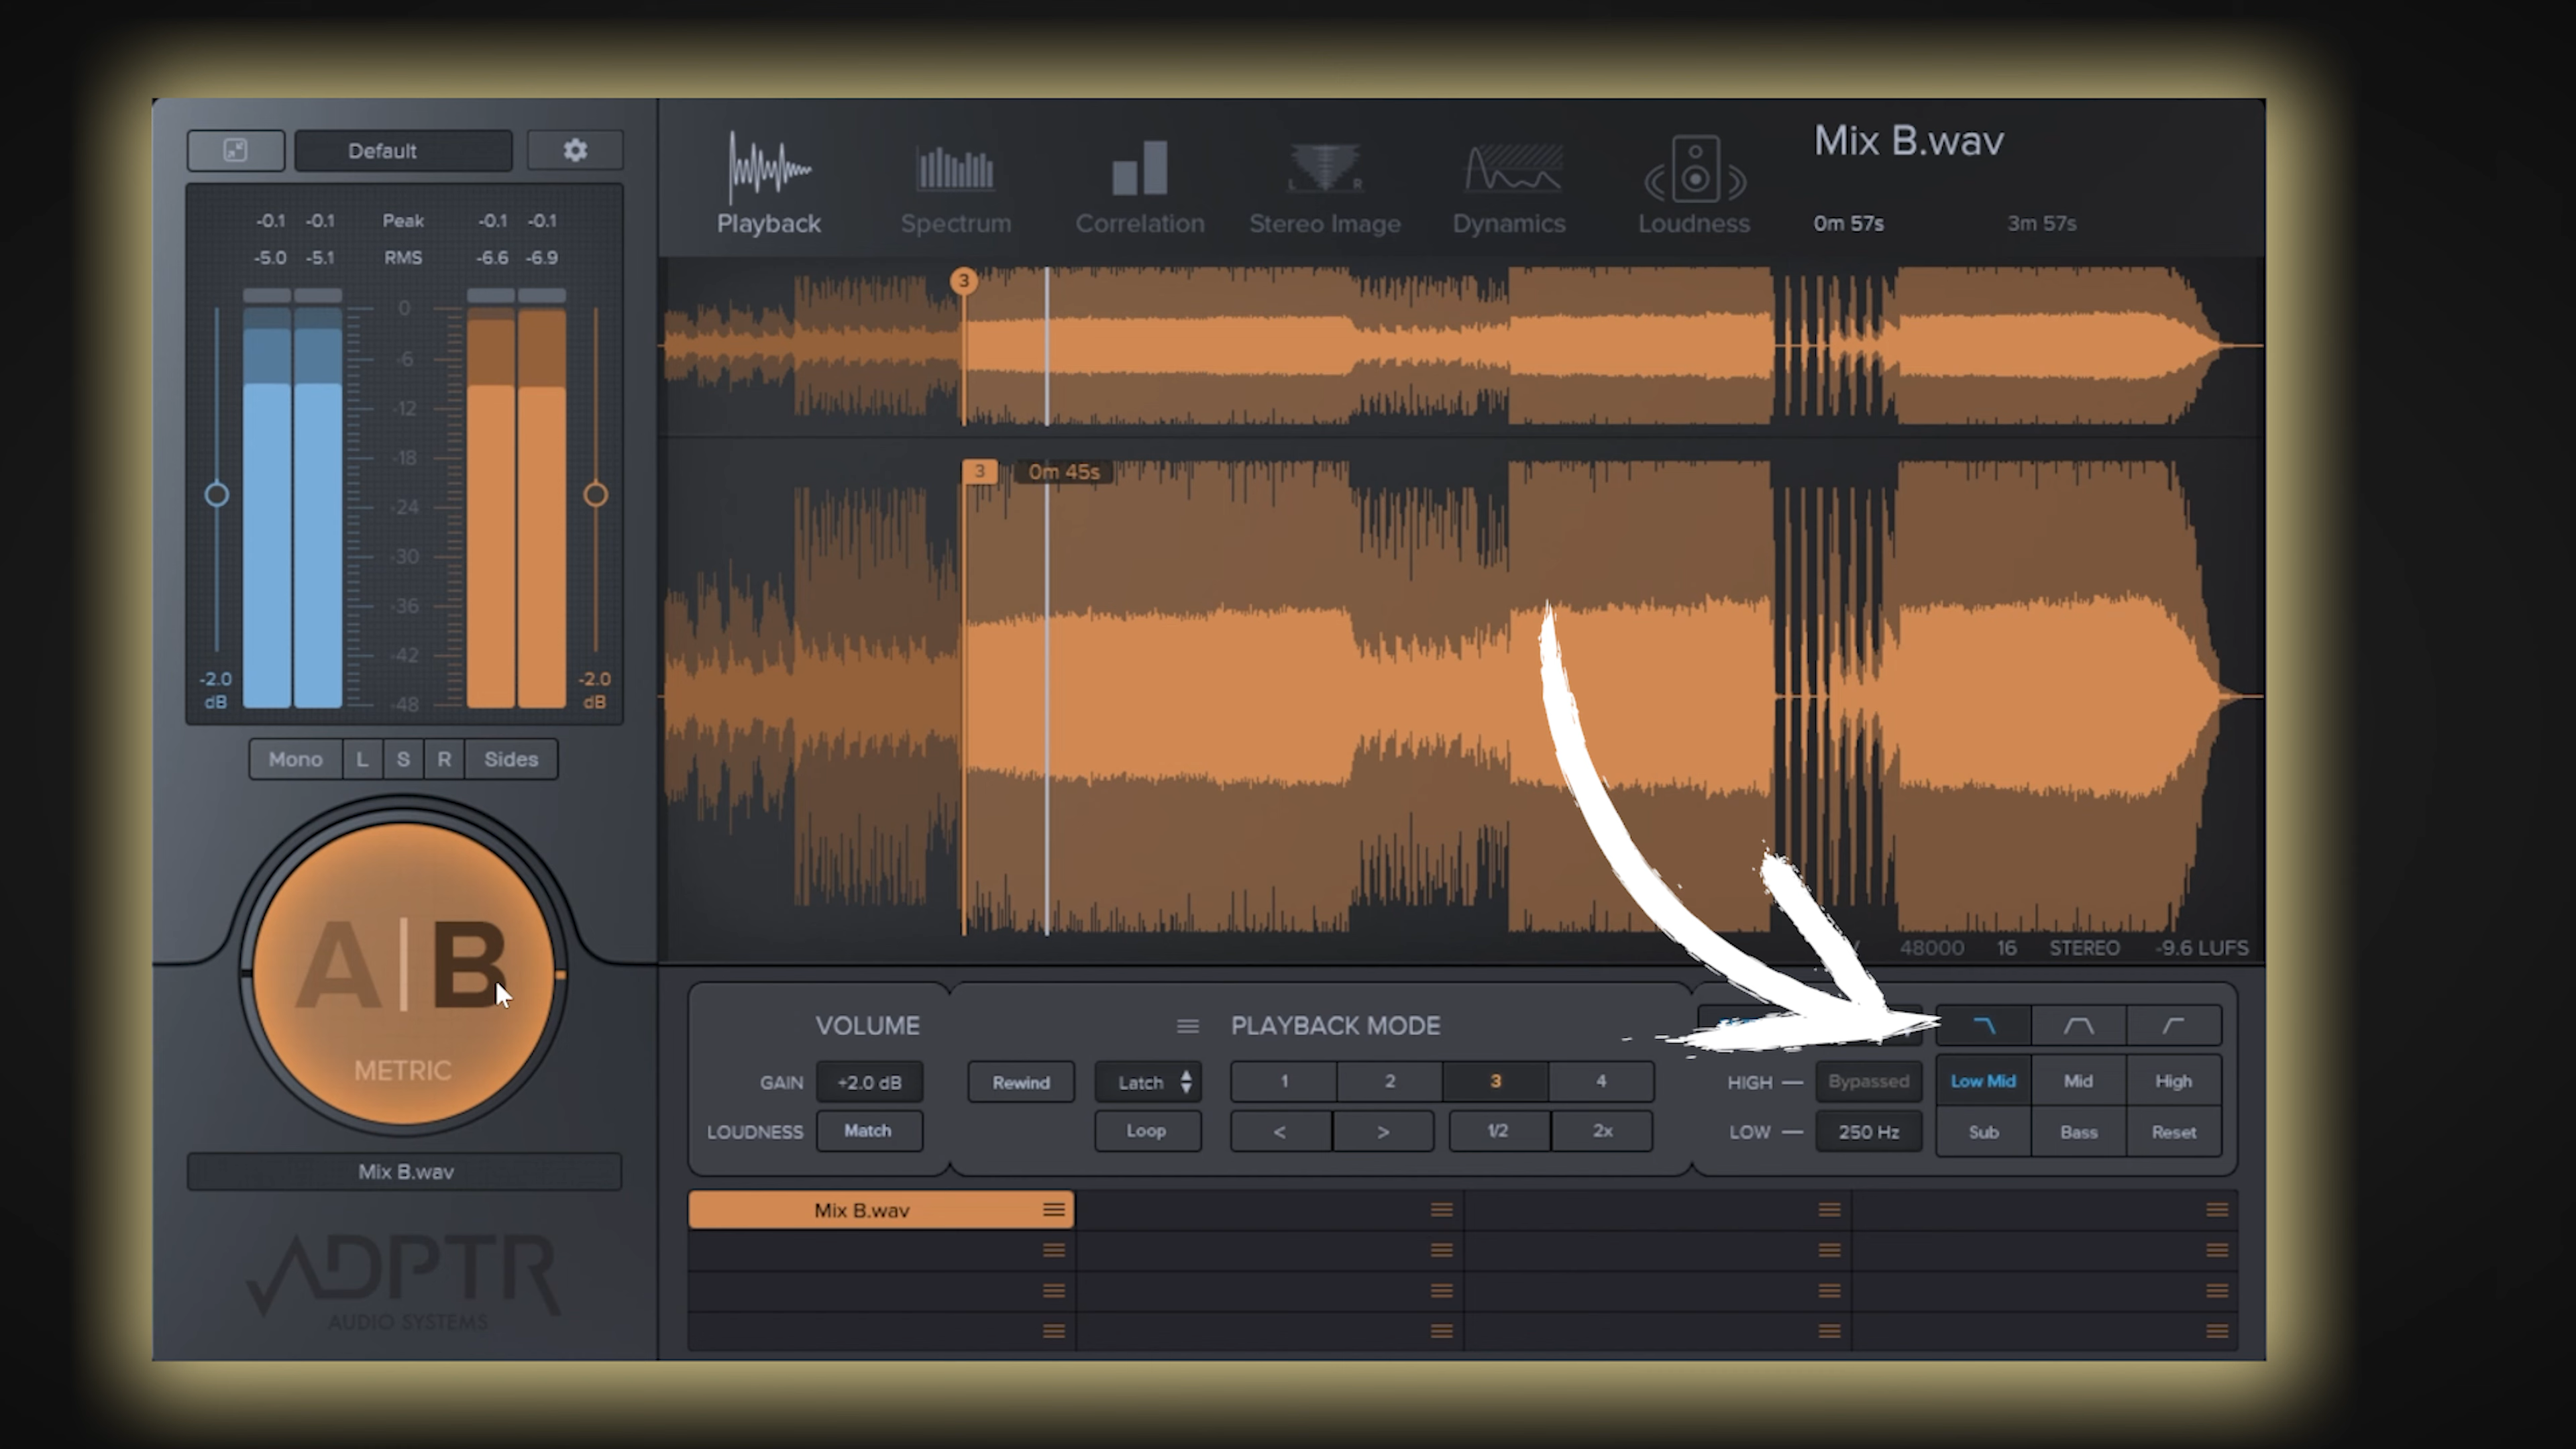 Default
-0.1 -0.1 Peak -0.1 -0.1
-5.0 -5.1 RMS -6.6 -6.9
0
-6
-12
-18
-24
-30
-36
-42
-48
-2.0 dB
-2.0 dB
Mono L S R Sides
A|B
METRIC
Mix B.wav
ADPTR
AUDIO SYSTEMS
Playback Spectrum Correlation Stereo Image Dynamics Loudness
Mix B.wav
0m 57s 3m 57s
3
3 0m 45s
L R
48000 16 STEREO -9.6 LUFS
VOLUME
GAIN +2.0 dB
LOUDNESS Match
PLAYBACK MODE
Rewind Latch 1 2 3 4
Loop < > 1/2 2x
HIGH — Bypassed Low Mid Mid High
LOW — 250 Hz Sub Bass Reset
Mix B.wav